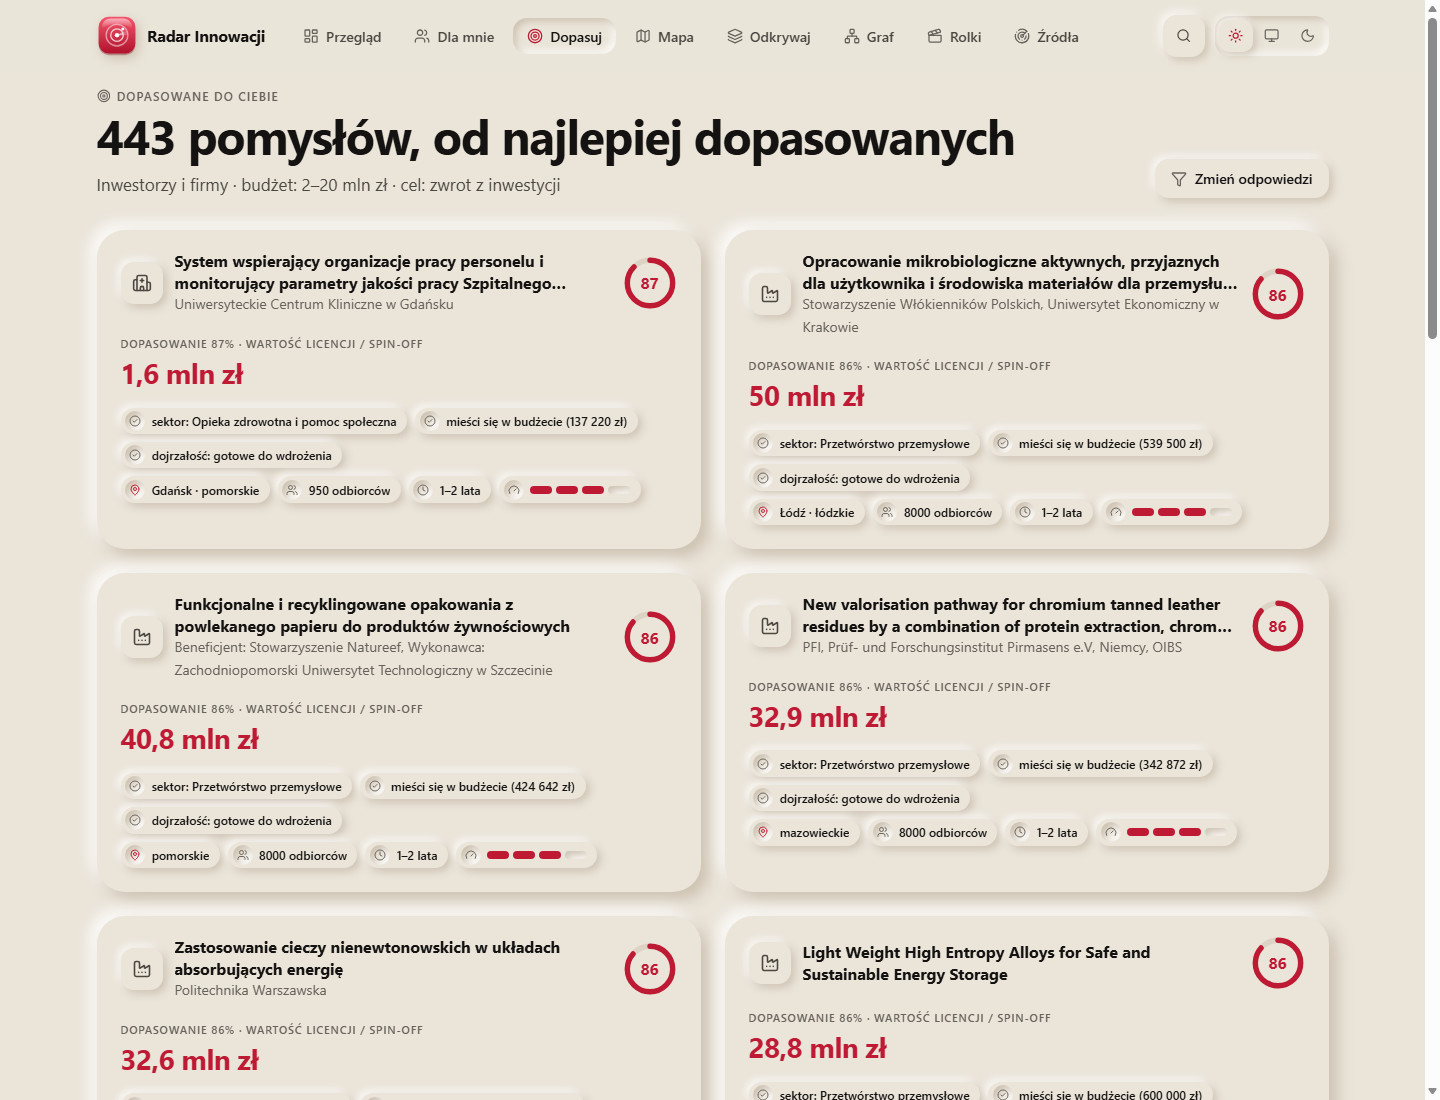 Radar Innowacji
Przegląd
Dla mnie
Dopasuj
Mapa
Odkrywaj
Graf
Rolki
Źródła
DOPASOWANE DO CIEBIE
443 pomysłów, od najlepiej dopasowanych
Inwestorzy i firmy · budżet: 2–20 mln zł · cel: zwrot z inwestycji
Zmień odpowiedzi
System wspierający organizacje pracy personelu i
monitorujący parametry jakości pracy Szpitalnego...
Uniwersyteckie Centrum Kliniczne w Gdańsku
87
DOPASOWANIE 87% · WARTOŚĆ LICENCJI / SPIN-OFF
1,6 mln zł
sektor: Opieka zdrowotna i pomoc społeczna
mieści się w budżecie (137 220 zł)
dojrzałość: gotowe do wdrożenia
Gdańsk · pomorskie
950 odbiorców
1–2 lata
Opracowanie mikrobiologiczne aktywnych, przyjaznych
dla użytkownika i środowiska materiałów dla przemysłu...
Stowarzyszenie Włókienników Polskich, Uniwersytet Ekonomiczny w
Krakowie
86
DOPASOWANIE 86% · WARTOŚĆ LICENCJI / SPIN-OFF
50 mln zł
sektor: Przetwórstwo przemysłowe
mieści się w budżecie (539 500 zł)
dojrzałość: gotowe do wdrożenia
Łódź · łódzkie
8000 odbiorców
1–2 lata
Funkcjonalne i recyklingowane opakowania z
powlekanego papieru do produktów żywnościowych
Beneficjent: Stowarzyszenie Natureef, Wykonawca:
Zachodniopomorski Uniwersytet Technologiczny w Szczecinie
86
DOPASOWANIE 86% · WARTOŚĆ LICENCJI / SPIN-OFF
40,8 mln zł
sektor: Przetwórstwo przemysłowe
mieści się w budżecie (424 642 zł)
dojrzałość: gotowe do wdrożenia
pomorskie
8000 odbiorców
1–2 lata
New valorisation pathway for chromium tanned leather
residues by a combination of protein extraction, chrom...
PFI, Prüf- und Forschungsinstitut Pirmasens e.V, Niemcy, OIBS
86
DOPASOWANIE 86% · WARTOŚĆ LICENCJI / SPIN-OFF
32,9 mln zł
sektor: Przetwórstwo przemysłowe
mieści się w budżecie (342 872 zł)
dojrzałość: gotowe do wdrożenia
mazowieckie
8000 odbiorców
1–2 lata
Zastosowanie cieczy nienewtonowskich w układach
absorbujących energię
Politechnika Warszawska
86
DOPASOWANIE 86% · WARTOŚĆ LICENCJI / SPIN-OFF
32,6 mln zł
Light Weight High Entropy Alloys for Safe and
Sustainable Energy Storage
86
DOPASOWANIE 86% · WARTOŚĆ LICENCJI / SPIN-OFF
28,8 mln zł
sektor: Przetwórstwo przemysłowe
mieści się w budżecie (600 000 zł)